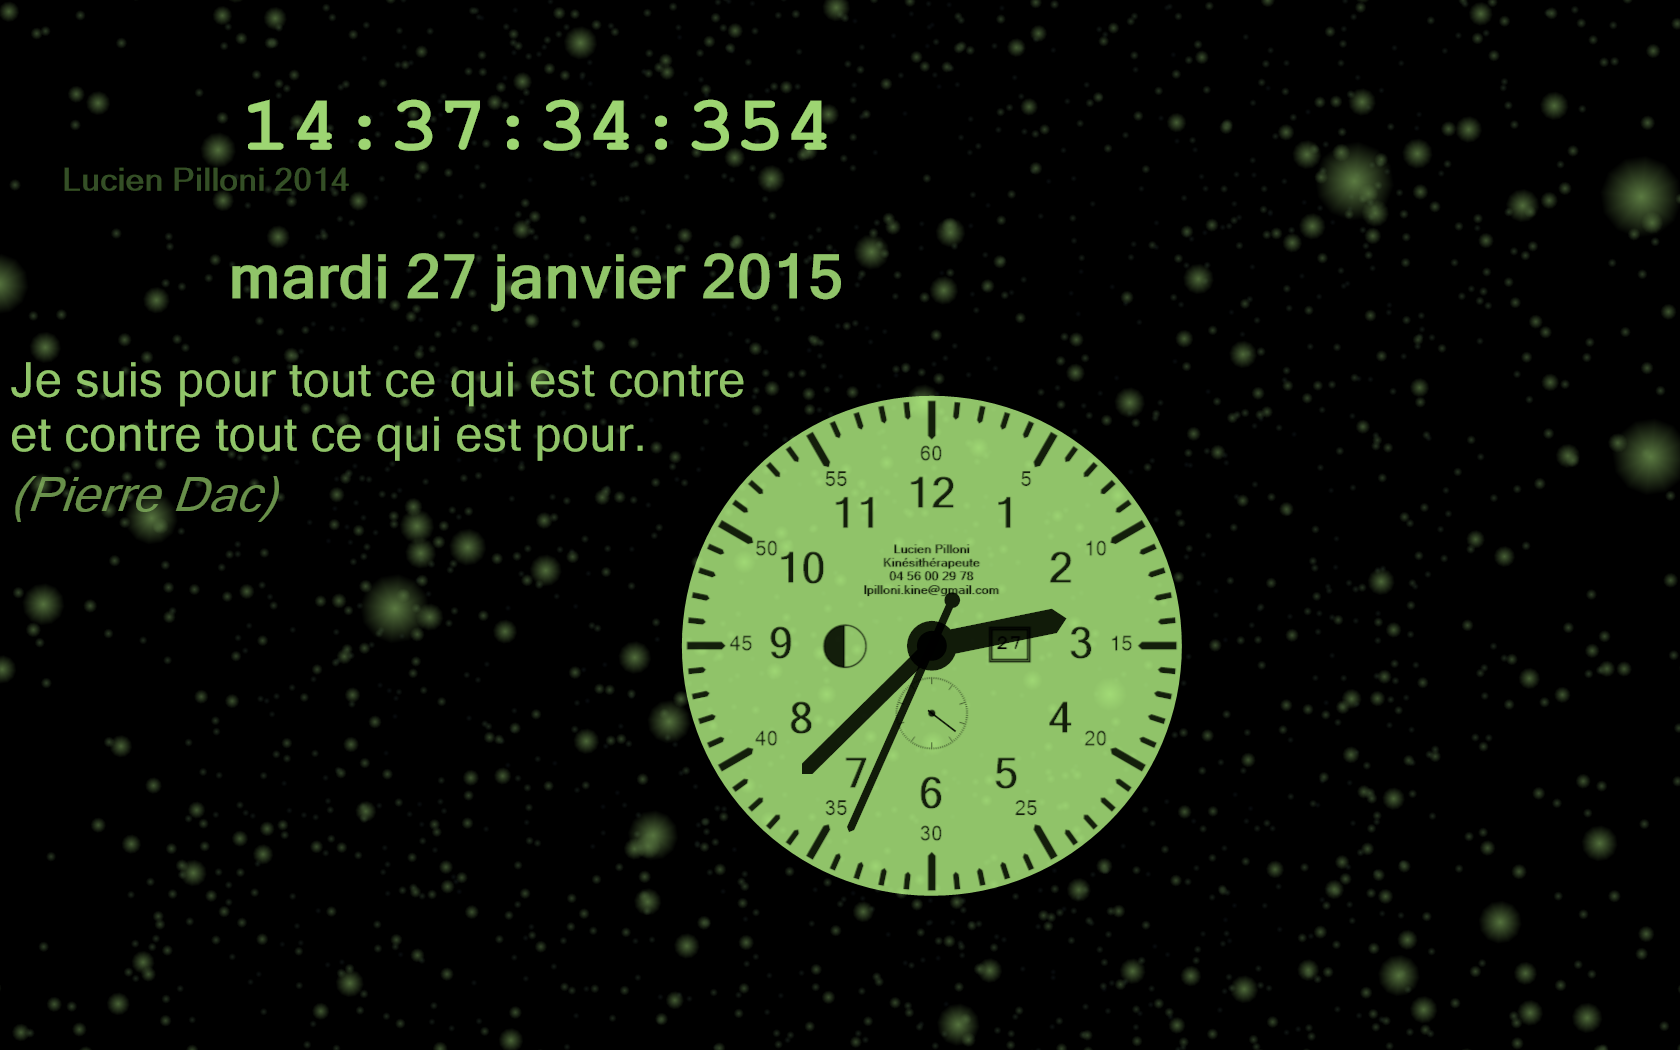 14:37:34:354
Lucien Pilloni 2014
mardi 27 janvier 2015
Je suis pour tout ce qui est contre
et contre tout ce qui est pour.
(Pierre Dac)
60
55
5
12
11
1
50
10
10
2
Lucien Pilloni
Kinésithérapeute
04 56 00 29 78
lpilloni.kine@gmail.com
45
9
27
3
15
8
4
40
20
7
5
35
6
25
30